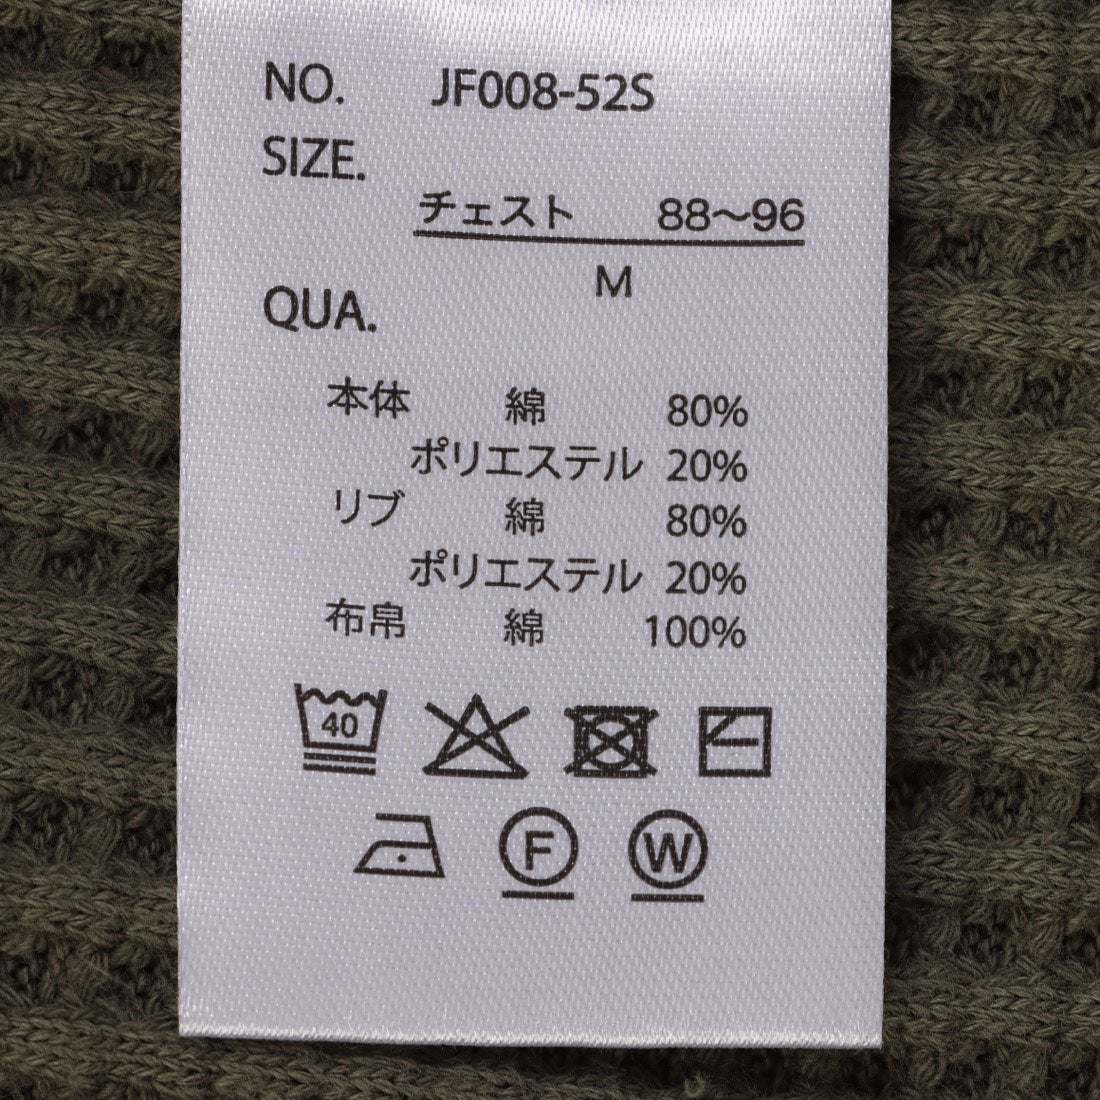 NO. JF008-52S
SIZE.
チェスト 88〜96
M
QUA.
本体 綿 80%
ポリエステル 20%
リブ 綿 80%
ポリエステル 20%
布帛 綿 100%
40
F W